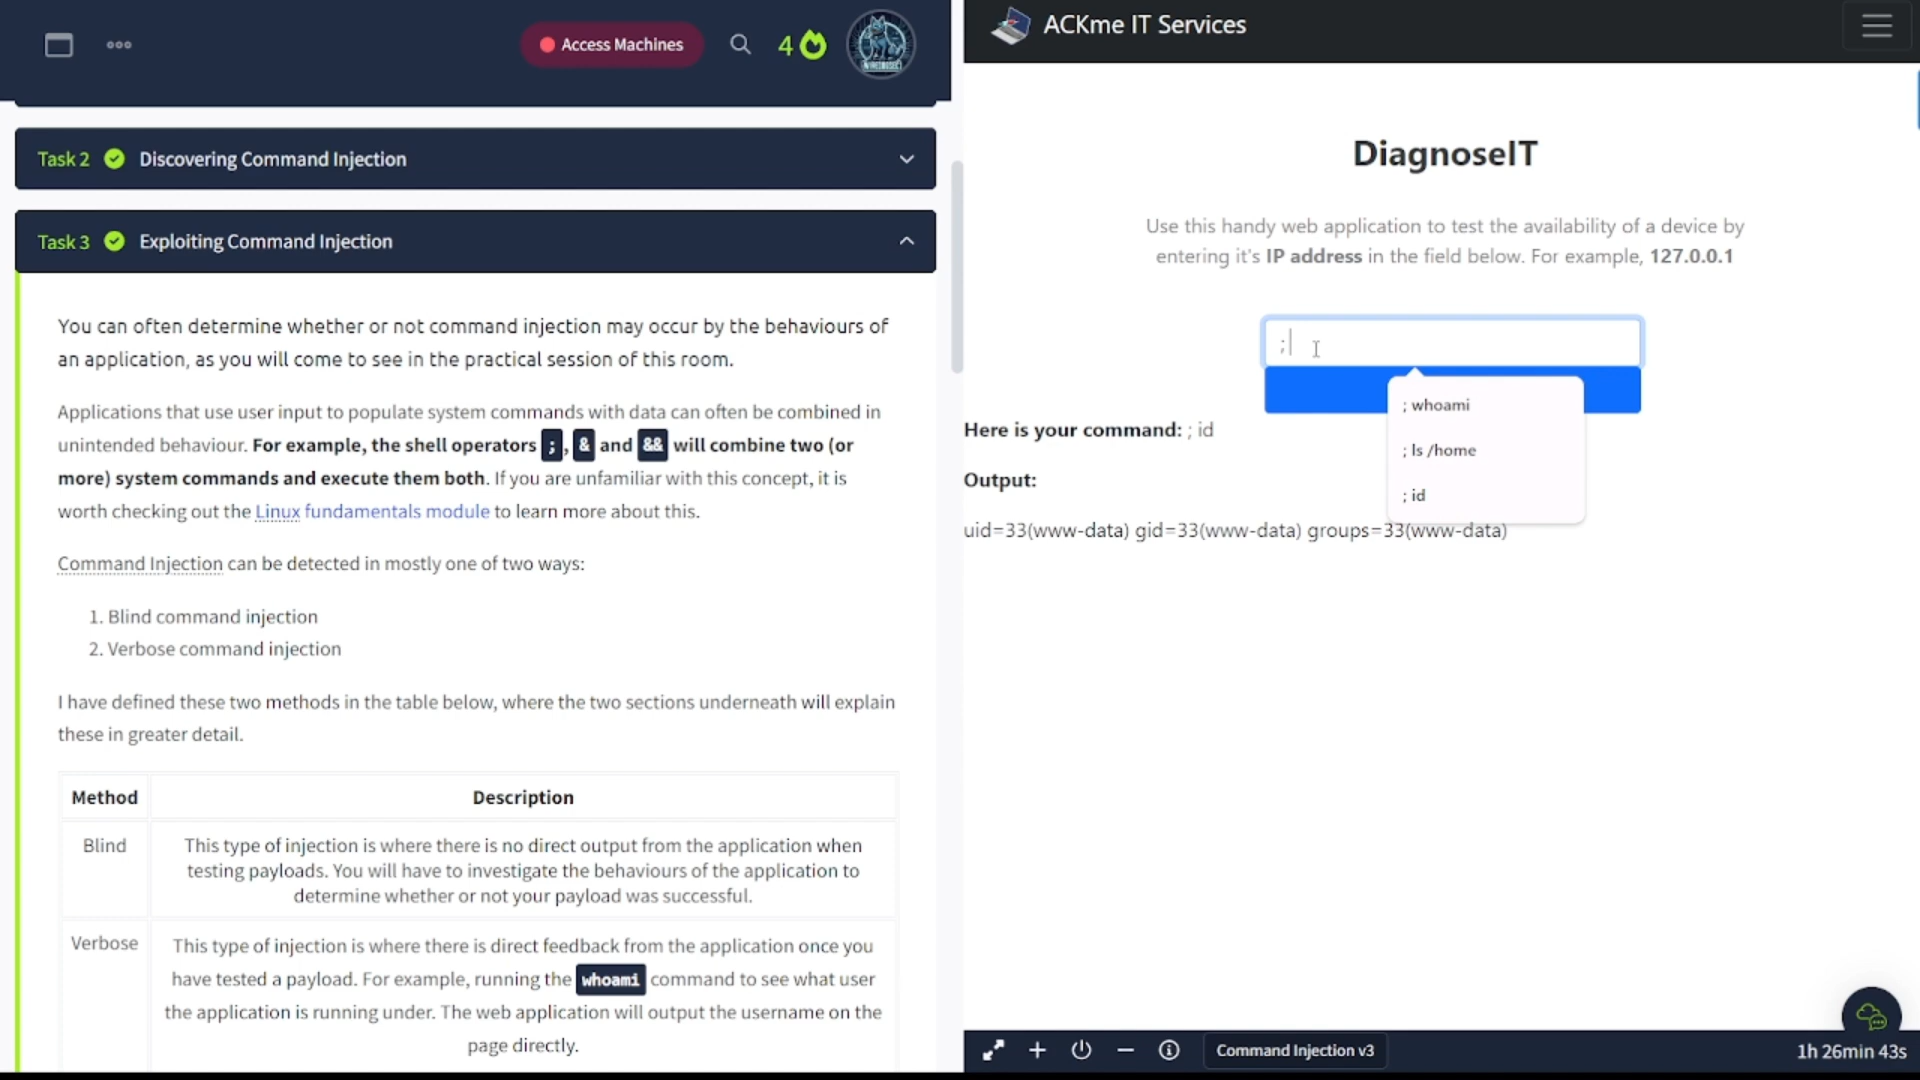 Access Machines
4
Task 2 Discovering Command Injection
Task 3 Exploiting Command Injection
You can often determine whether or not command injection may occur by the behaviours of
an application, as you will come to see in the practical session of this room.
Applications that use user input to populate system commands with data can often be combined in
unintended behaviour. For example, the shell operators ;, & and && will combine two (or
more) system commands and execute them both. If you are unfamiliar with this concept, it is
worth checking out the Linux fundamentals module to learn more about this.
Command Injection can be detected in mostly one of two ways:
1. Blind command injection
2. Verbose command injection
I have defined these two methods in the table below, where the two sections underneath will explain
these in greater detail.
Method Description
Blind
This type of injection is where there is no direct output from the application when
testing payloads. You will have to investigate the behaviours of the application to
determine whether or not your payload was successful.
Verbose
This type of injection is where there is direct feedback from the application once you
have tested a payload. For example, running the whoami command to see what user
the application is running under. The web application will output the username on the
page directly.
ACKme IT Services
DiagnoseIT
Use this handy web application to test the availability of a device by
entering it's IP address in the field below. For example, 127.0.0.1
;
; whoami
; ls /home
; id
Here is your command: ; id
Output:
uid=33(www-data) gid=33(www-data) groups=33(www-data)
Command Injection v3
1h 26min 43s